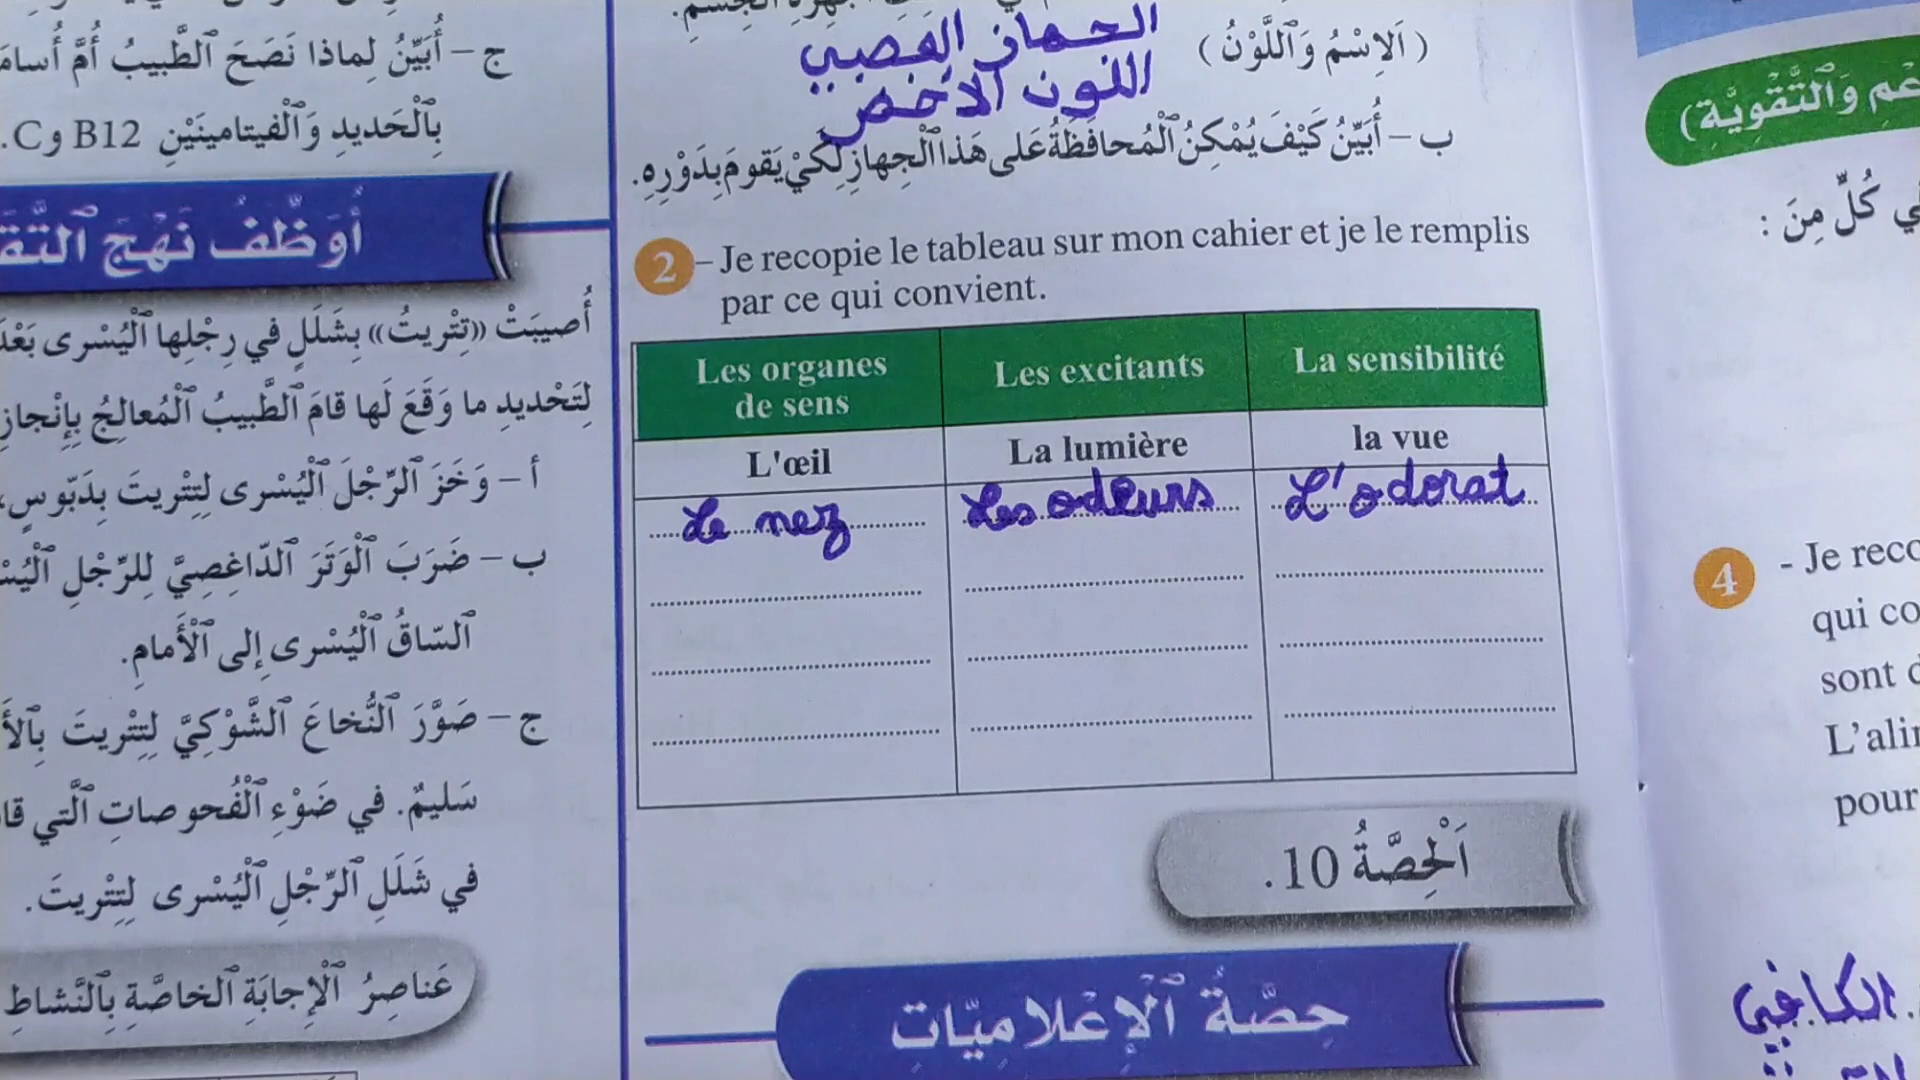 ج – أُبَيِّنُ لِماذا نَصَحَ ٱلطَّبيبُ أُمَّ أُسامَ
بِٱلْحَديدِ وَٱلْفيتامينَيْنِ B12 وC.
أُوَظِّفُ نَهْجَ ٱلتَّقَ
أُصيبَتْ «تِتْريتُ» بِشَلَلٍ في رِجْلِها ٱلْيُسْرى بَعْدَ
لِتَحْديدِ ما وَقَعَ لَها قامَ ٱلطَّبيبُ ٱلْمُعالِجُ بِإِنْجازِ
أ – وَخَزَ ٱلرِّجْلَ ٱلْيُسْرى لِتِتْريتَ بِدَبّوسٍ،
ب – ضَرَبَ ٱلْوَتَرَ ٱلدّاغِصِيَّ لِلرِّجْلِ ٱلْيُسْ
ٱلسّاقُ ٱلْيُسْرى إِلى ٱلْأَمامِ.
ج – صَوَّرَ ٱلنُّخاعَ ٱلشَّوْكِيَّ لِتِتْريتَ بِٱلْأَ
سَليمٌ. في ضَوْءِ ٱلْفُحوصاتِ ٱلَّتي قا
في شَلَلِ ٱلرِّجْلِ ٱلْيُسْرى لِتِتْريتَ.
عَناصِرُ ٱلْإِجابَةِ ٱلْخاصَّةِ بِٱلنَّشاطِ
(اَلِاسْمُ وَٱللَّوْنُ) الجهاز العصبي
اللون الأخضر
ب – أُبَيِّنُ كَيْفَ يُمْكِنُ ٱلْمُحافَظَةُ عَلى هَذا ٱلْجِهازِ لِكَيْ يَقومَ بِدَوْرِهِ.
2 – Je recopie le tableau sur mon cahier et je le remplis
par ce qui convient.
Les organes de sens Les excitants La sensibilité
L'œil La lumière la vue
Le nez Les odeurs L'odorat
اَلْحِصَّةُ 10.
حِصَّةُ ٱلْإِعْلامِيّاتِ
عْمِ وَٱلتَّقْوِيَةِ)
ي كُلٍّ مِنَ :
4 - Je reco
qui co
sont d
L'alir
pour
الكافي